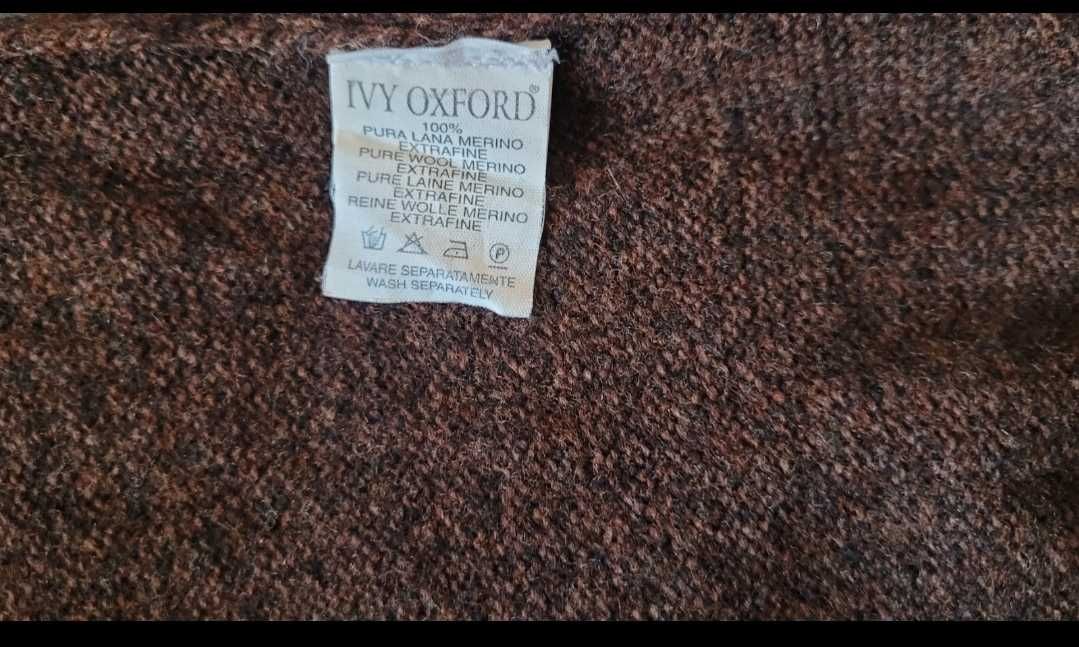 IVY OXFORD®
100%
PURA LANA MERINO
EXTRAFINE
PURE WOOL MERINO
EXTRAFINE
PURE LAINE MERINO
EXTRAFINE
REINE WOLLE MERINO
EXTRAFINE
P
LAVARE SEPARATAMENTE
WASH SEPARATELY